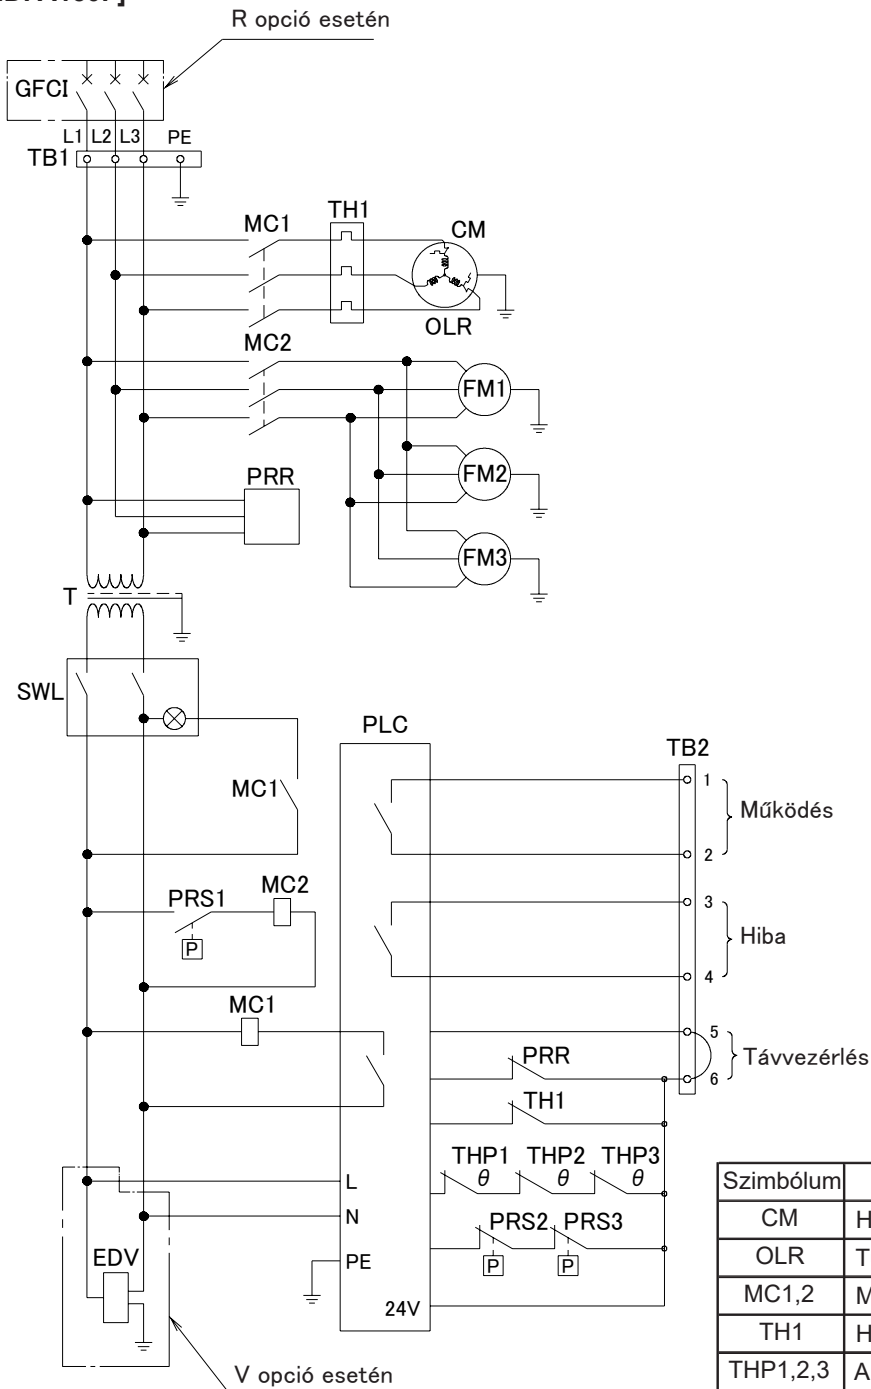 R opció esetén
GFCI
L1 L2 L3 PE
TB1
MC1
TH1
CM
OLR
MC2
FM1
PRR
FM2
FM3
T
SWL
PLC
TB2
MC1
1
Működés
2
PRS1
MC2
P
3
Hiba
4
MC1
5
PRR
Távvezérlés
6
TH1
THP1 THP2 THP3
θ θ θ
L
N
PRS2 PRS3
P P
EDV
PE
24V
V opció esetén
Szimbólum
CM H
OLR T
MC1,2 M
TH1 H
THP1,2,3 A